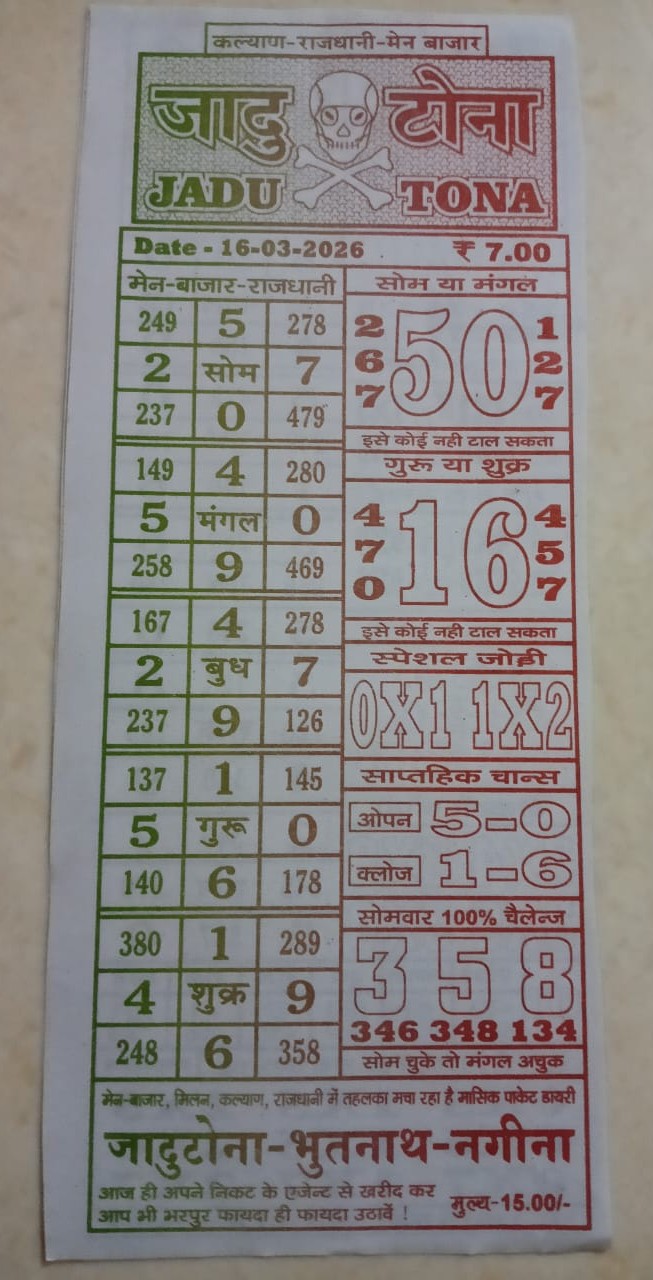 कल्याण-राजधानी-मेन बाजार
जादु टोना
JADU TONA
Date - 16-03-2026 ₹ 7.00
मेन-बाजार-राजधानी
249 5 278
2 सोम 7
237 0 479
149 4 280
5 मंगल 0
258 9 469
167 4 278
2 बुध 7
237 9 126
137 1 145
5 गुरू 0
140 6 178
380 1 289
4 शुक्र 9
248 6 358
सोम या मंगल
2 50 1
6 2
7 7
इसे कोई नही टाल सकता
गुरू या शुक्र
4 16 4
7 5
0 7
इसे कोई नही टाल सकता
स्पेशल जोड़ी
0X1 1X2
साप्तहिक चान्स
ओपन 5-0
क्लोज 1-6
सोमवार 100% चैलेन्ज
3 5 8
346 348 134
सोम चुके तो मंगल अचुक
मेन-बाजार, मिलन, कल्याण, राजधानी में तहलका मचा रहा है मासिक पाकेट डायरी
जादुटोना-भुतनाथ-नगीना
आज ही अपने निकट के एजेन्ट से खरीद कर
आप भी भरपुर फायदा ही फायदा उठावें !
मुल्य-15.00/-